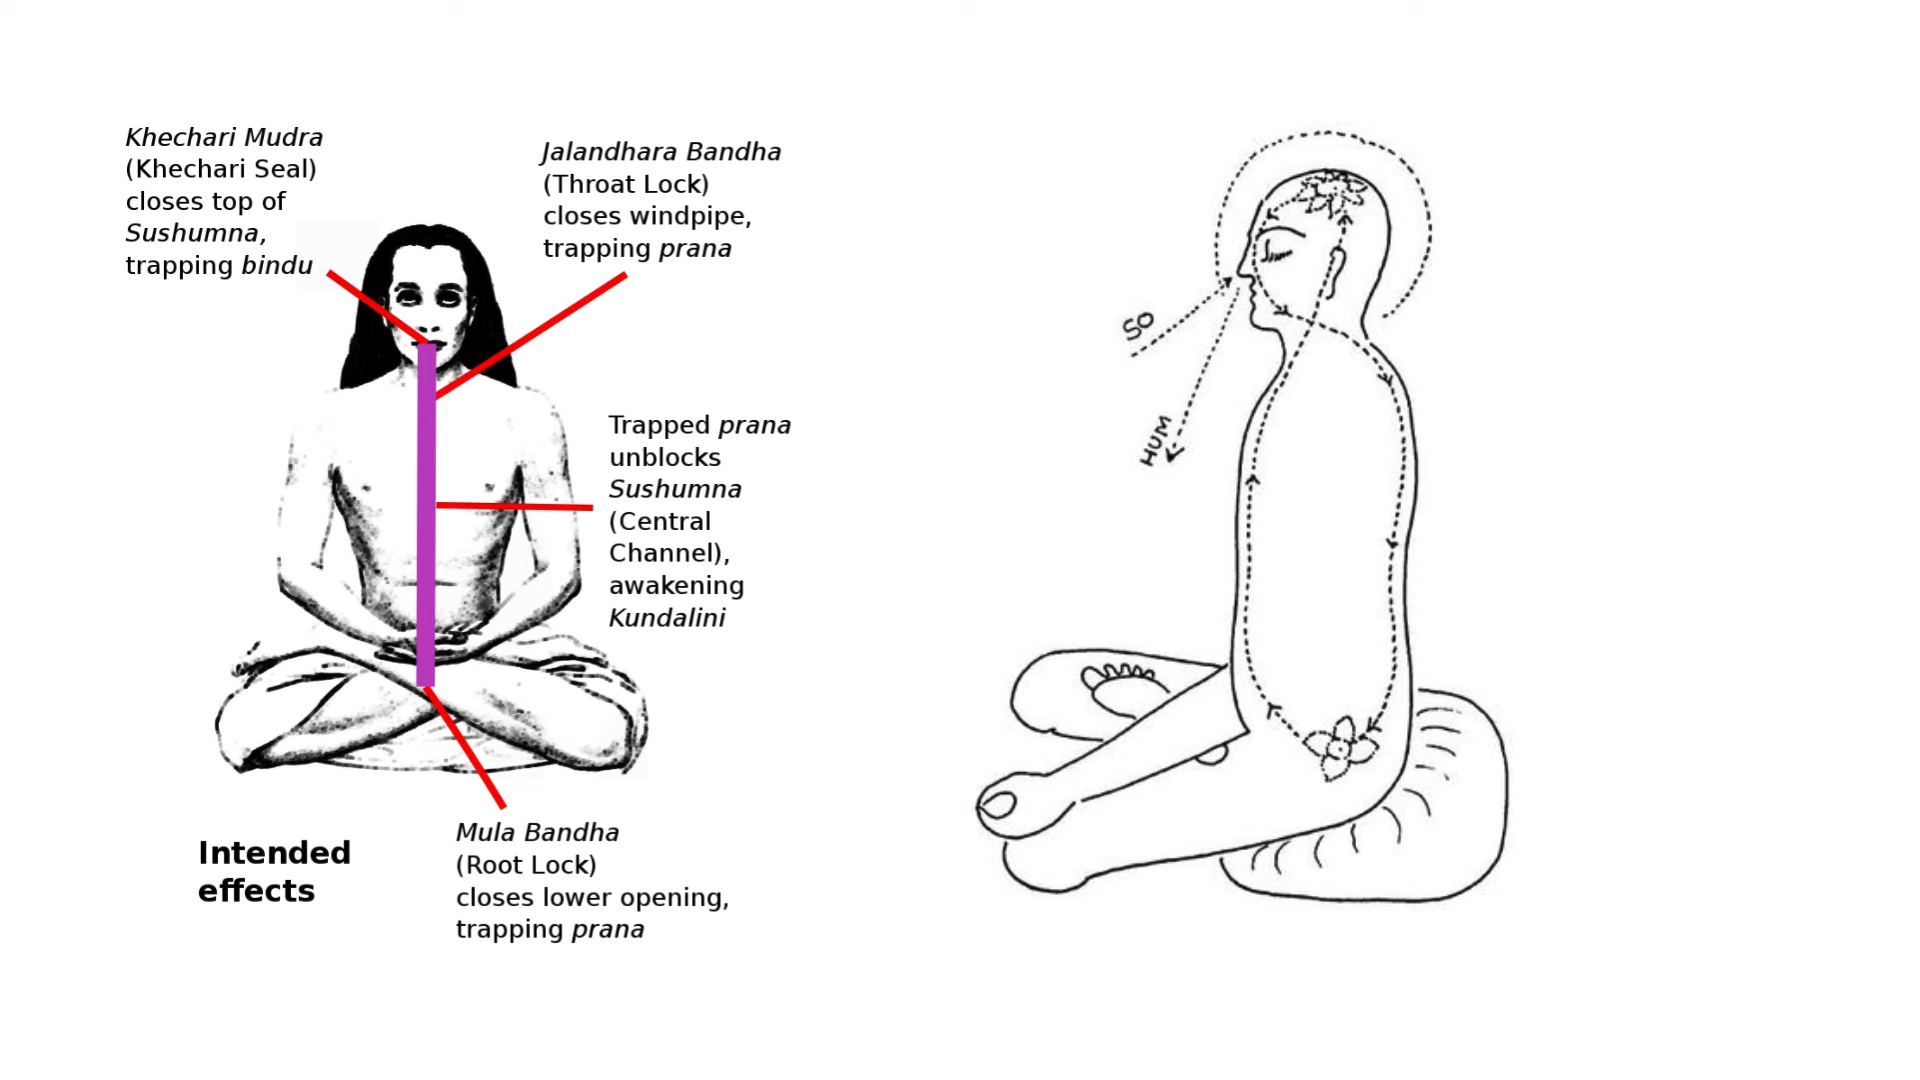 Khechari Mudra
(Khechari Seal)
closes top of
Sushumna,
trapping bindu
Jalandhara Bandha
(Throat Lock)
closes windpipe,
trapping prana
Trapped prana
unblocks
Sushumna
(Central
Channel),
awakening
Kundalini
Mula Bandha
(Root Lock)
closes lower opening,
trapping prana
Intended
effects
SO
HUM